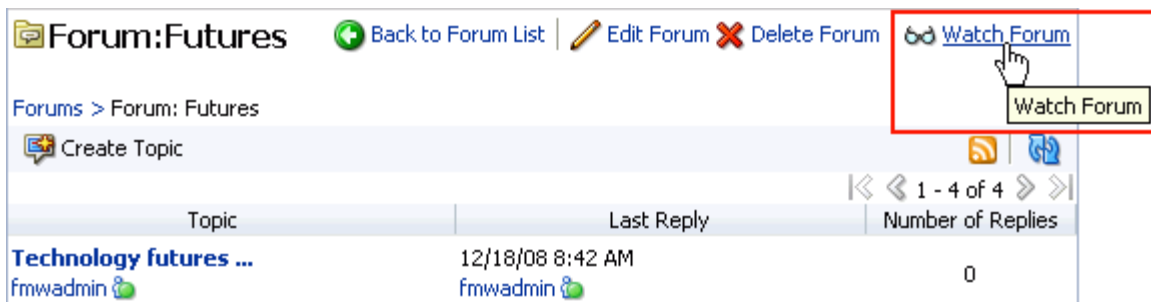 Forum:Futures Back to Forum List Edit Forum Delete Forum Watch Forum
Watch Forum
Forums > Forum: Futures
Create Topic
1 - 4 of 4
Topic Last Reply Number of Replies
Technology futures ... 12/18/08 8:42 AM 0
fmwadmin fmwadmin